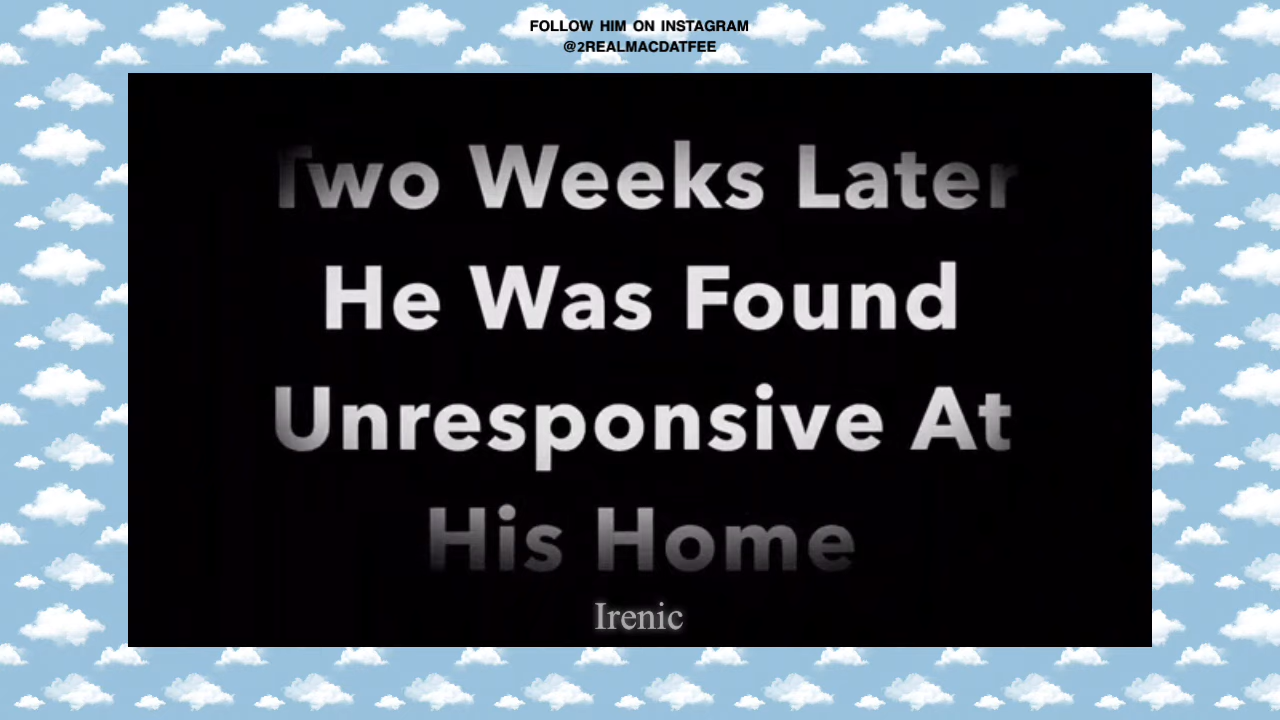 FOLLOW HIM ON INSTAGRAM
@2REALMACDATFEE
Two Weeks Later
He Was Found
Unresponsive At
His Home
Irenic